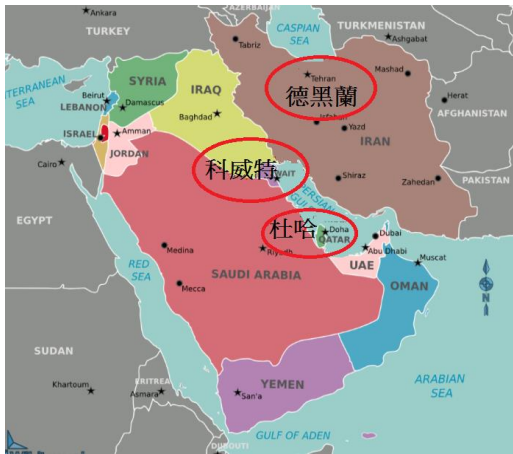 AZERBAIJAN
Ankara
CASPIAN
SEA
TURKMENISTAN
TURKEY
Tabriz
Ashgabat
Tehran
Mashad
SYRIA
德黑蘭
MEDITERRANEAN
SEA
Beirut
IRAQ
Herat
LEBANON
Damascus
Isfahan
AFGHANISTAN
Baghdad
Yazd
ISRAEL
Amman
IRAN
JORDAN
Cairo
科威特
Shiraz
Zahedan
PAKISTAN
PERSIAN
GULF
EGYPT
杜哈
Doha
Dubai
QATAR
Medina
Riyadh
Abu Dhabi
UAE
Muscat
RED
SEA
SAUDI ARABIA
Mecca
OMAN
N
SUDAN
YEMEN
ARABIAN
SEA
Khartoum
ERITREA
Asmara
San'a
GULF OF ADEN